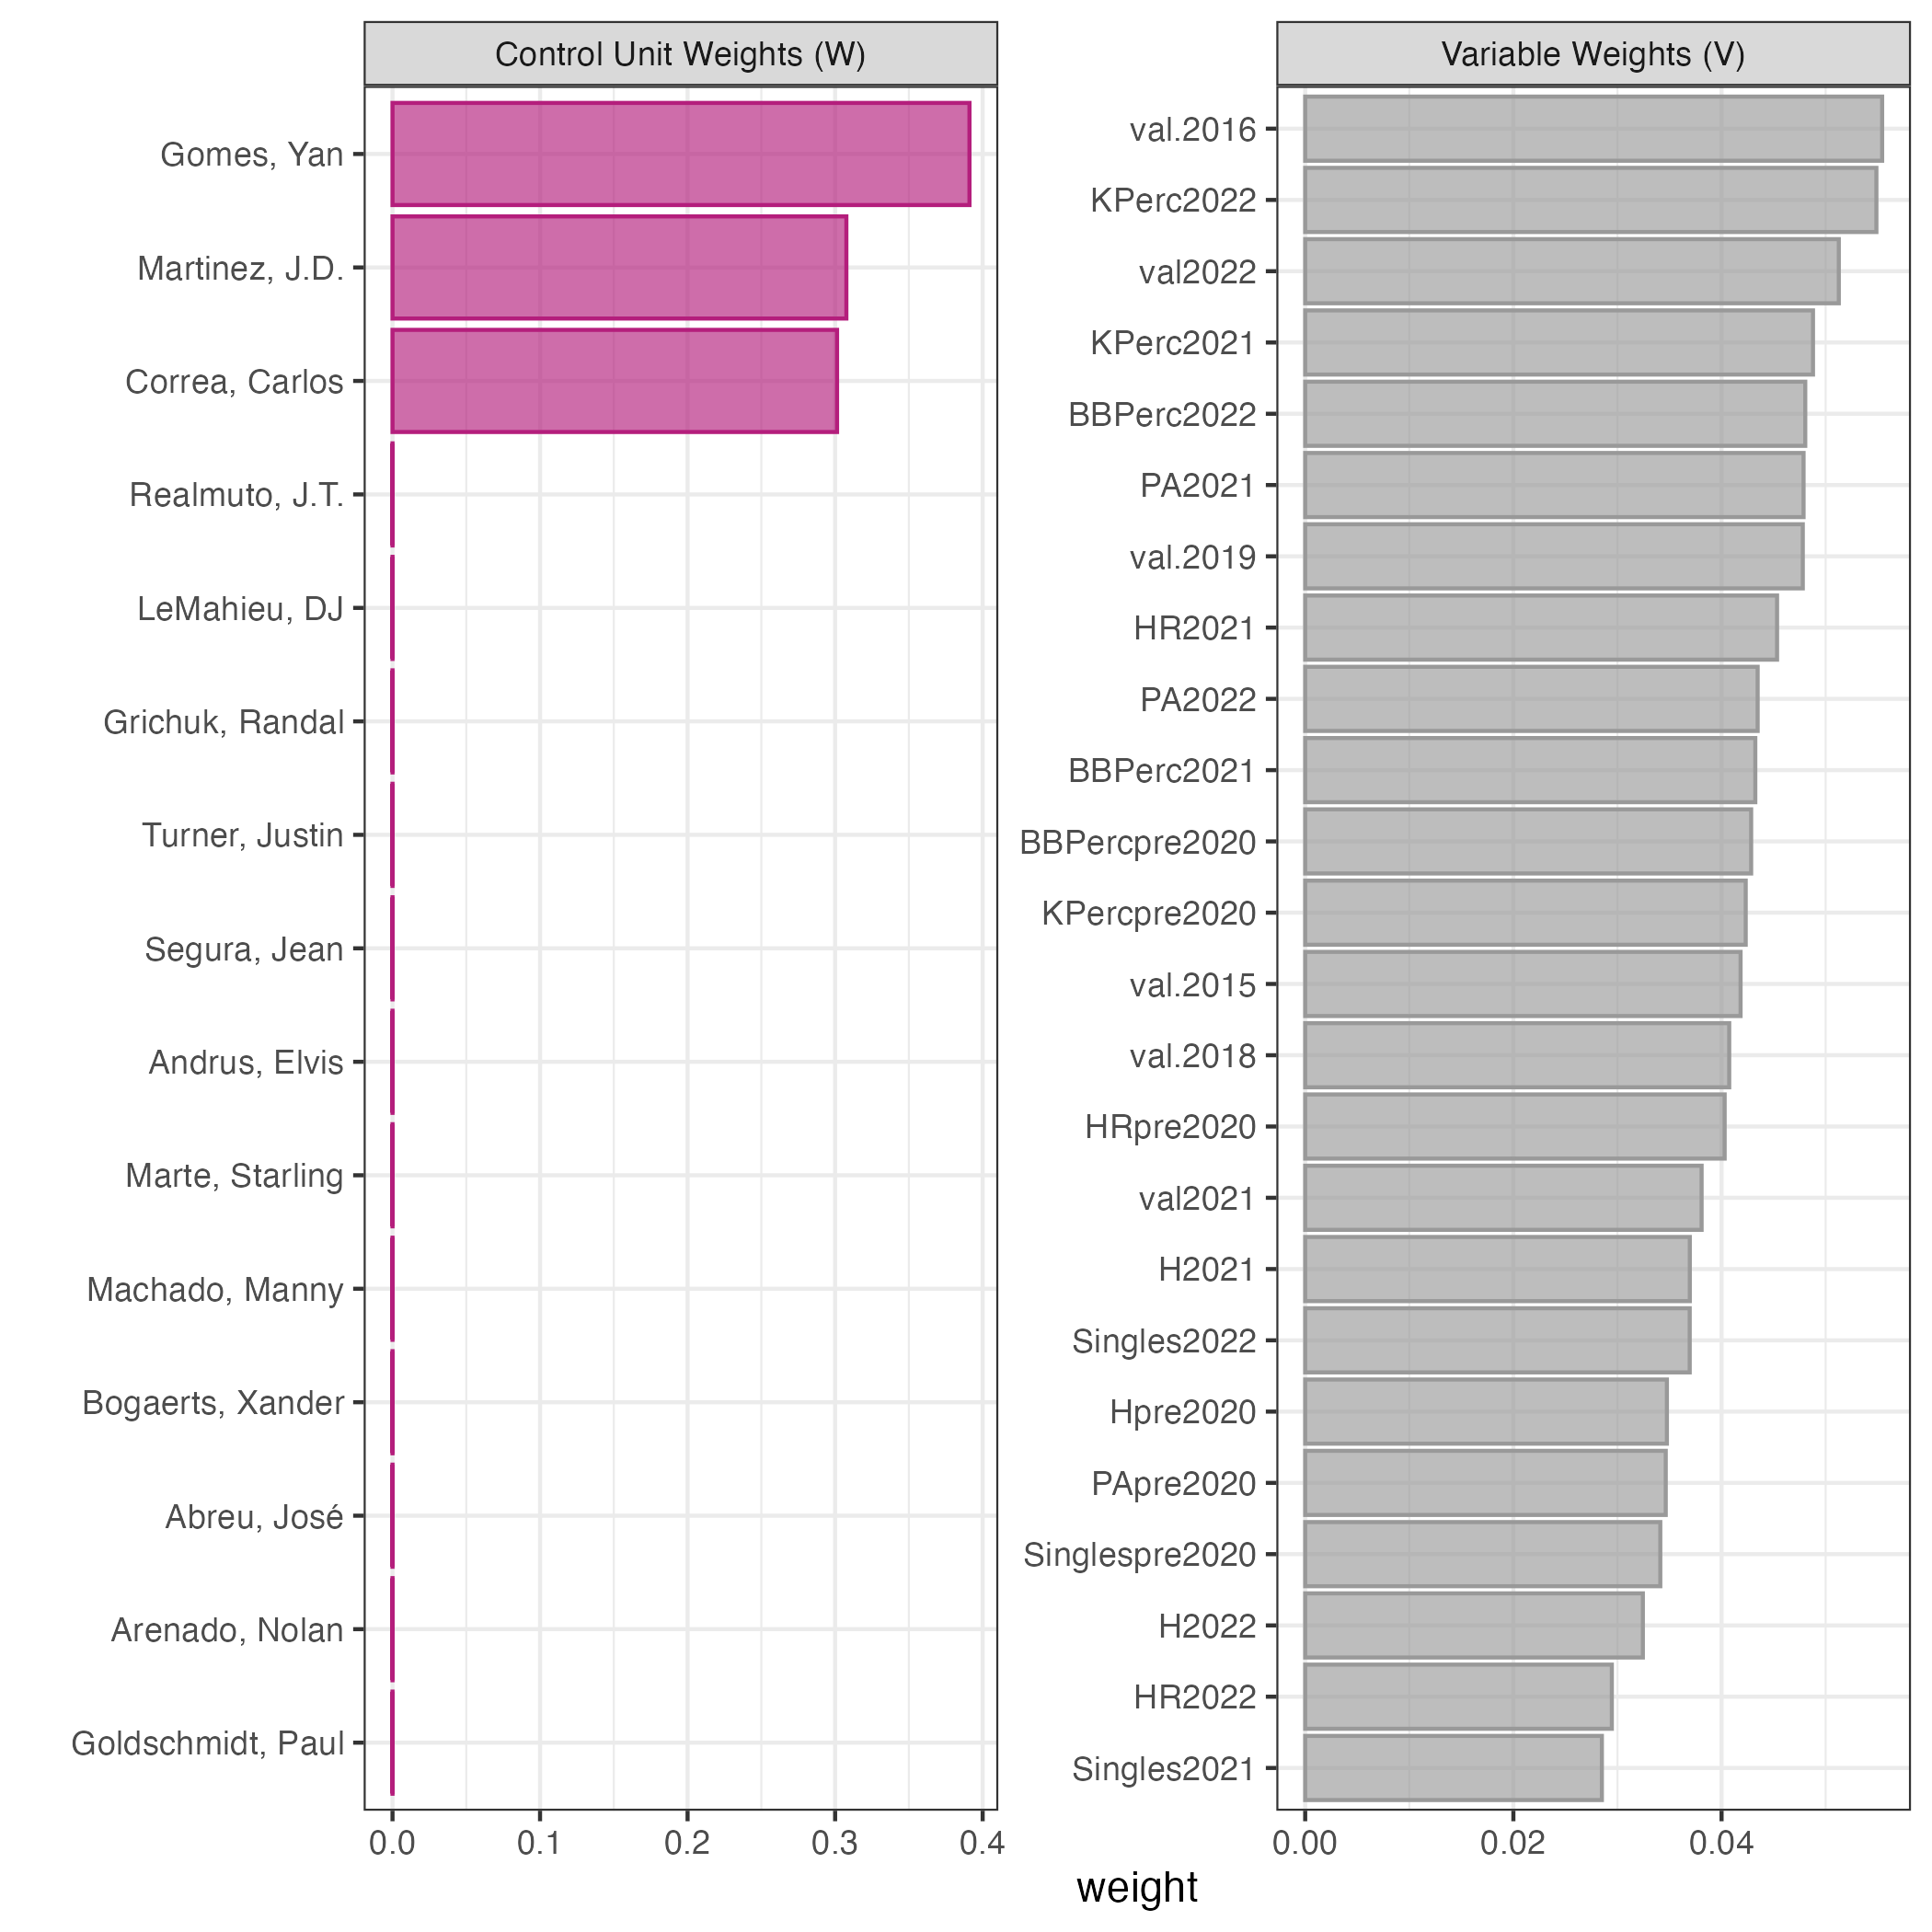 Control Unit Weights (W)
Gomes, Yan
Martinez, J.D.
Correa, Carlos
Realmuto, J.T.
LeMahieu, DJ
Grichuk, Randal
Turner, Justin
Segura, Jean
Andrus, Elvis
Marte, Starling
Machado, Manny
Bogaerts, Xander
Abreu, José
Arenado, Nolan
Goldschmidt, Paul
0.0 0.1 0.2 0.3 0.4
Variable Weights (V)
val.2016
KPerc2022
val2022
KPerc2021
BBPerc2022
PA2021
val.2019
HR2021
PA2022
BBPerc2021
BBPercpre2020
KPercpre2020
val.2015
val.2018
HRpre2020
val2021
H2021
Singles2022
Hpre2020
PApre2020
Singlespre2020
H2022
HR2022
Singles2021
0.00 0.02 0.04
weight